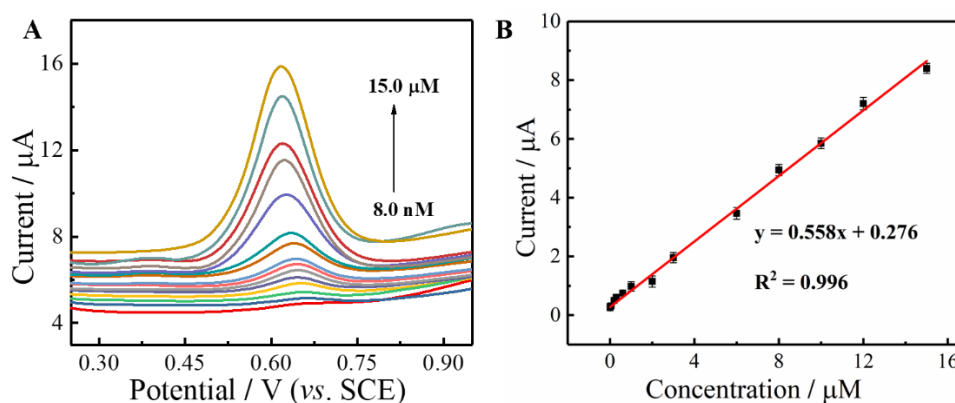 A
16
12
8
4
Current / μA
15.0 μM
8.0 nM
0.30 0.45 0.60 0.75 0.90
Potential / V (vs. SCE)
B
10
8
6
4
2
0
Current / μA
y = 0.558x + 0.276
R² = 0.996
0 4 8 12 16
Concentration / μM